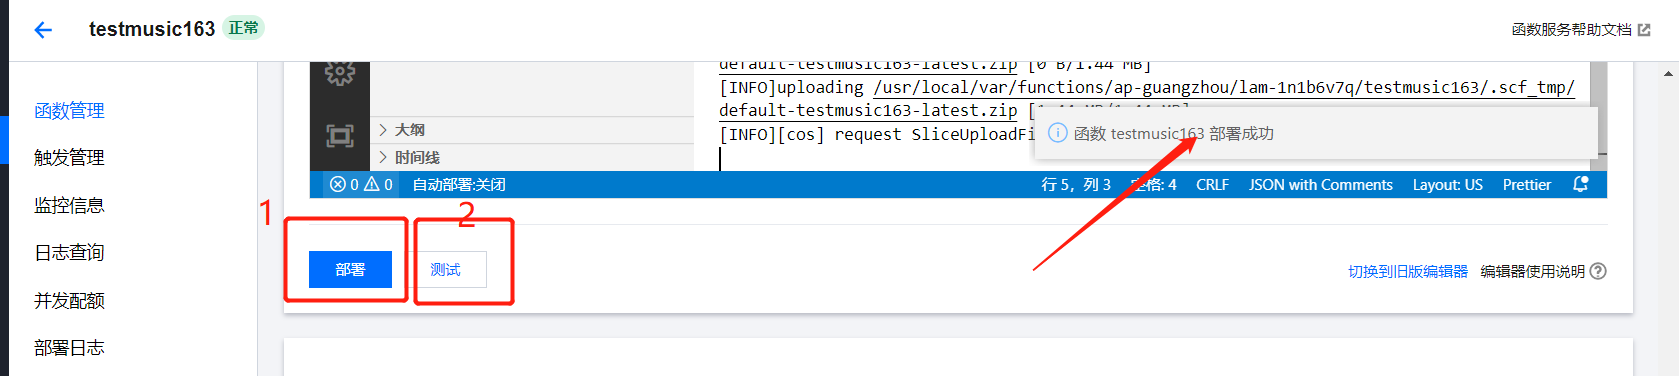 testmusic163 正常
函数服务帮助文档
函数管理
触发管理
监控信息
日志查询
并发配额
部署日志
default-testmusic163-latest.zip [0 B/1.44 MB]
[INFO]uploading /usr/local/var/functions/ap-guangzhou/lam-1n1b6v7q/testmusic163/.scf_tmp/
default-testmusic163-latest.zip [1.44 MB/1.44 MB]
[INFO][cos] request SliceUploadFi
大纲
时间线
函数 testmusic163 部署成功
0 0 自动部署:关闭
行 5，列 3 空格: 4 CRLF JSON with Comments Layout: US Prettier
1
2
部署 测试
切换到旧版编辑器 编辑器使用说明